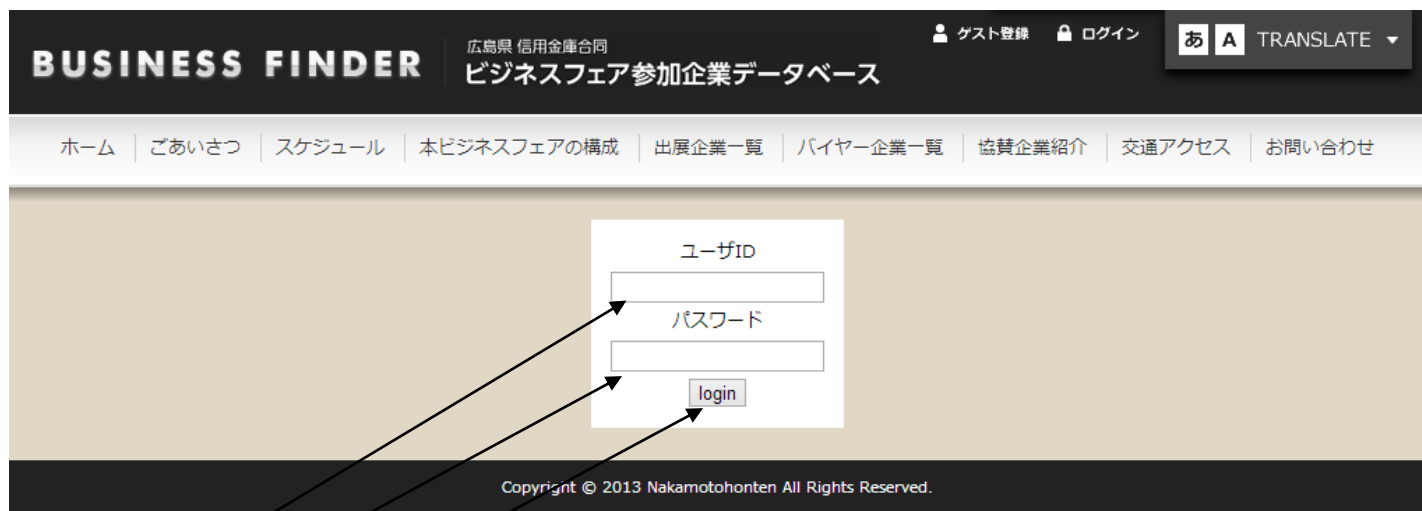 BUSINESS FINDER
広島県 信用金庫合同
ビジネスフェア参加企業データベース
ゲスト登録
ログイン
あ A TRANSLATE
ホーム ごあいさつ スケジュール 本ビジネスフェアの構成 出展企業一覧 バイヤー企業一覧 協賛企業紹介 交通アクセス お問い合わせ
ユーザID
パスワード
login
Copyright © 2013 Nakamotohonten All Rights Reserved.